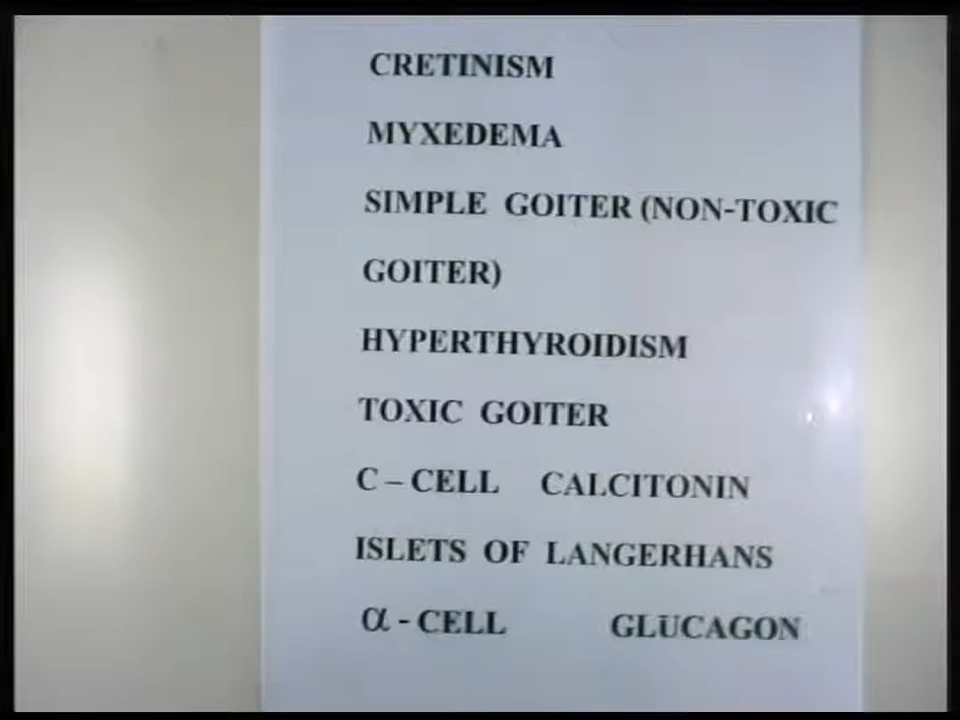 CRETINISM
MYXEDEMA
SIMPLE GOITER (NON-TOXIC
GOITER)
HYPERTHYROIDISM
TOXIC GOITER
C – CELL CALCITONIN
ISLETS OF LANGERHANS
α - CELL GLUCAGON